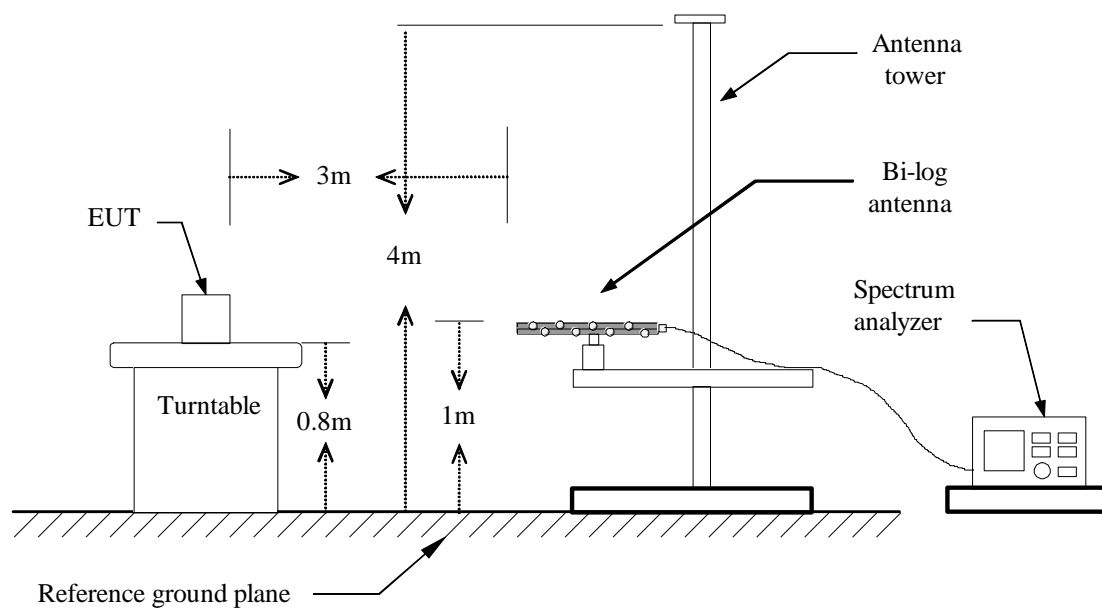 Antenna
tower
3m
Bi-log
antenna
EUT
4m
Spectrum
analyzer
Turntable
0.8m
1m
Reference ground plane